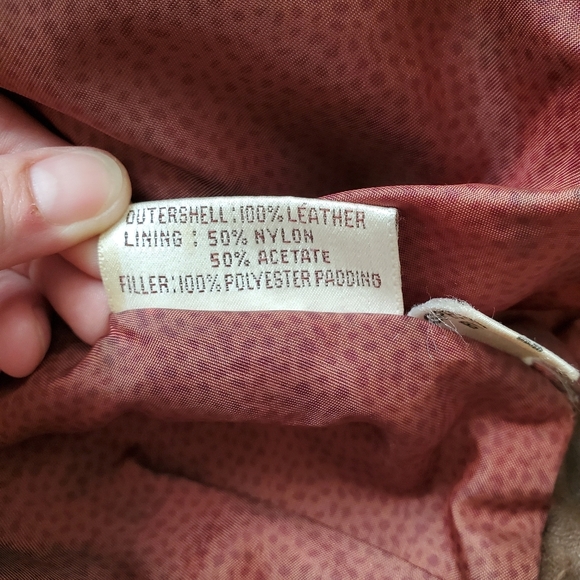 OUTERSHELL: 100% LEATHER
LINING : 50% NYLON
50% ACETATE
FILLER: 100% POLYESTER PADDING